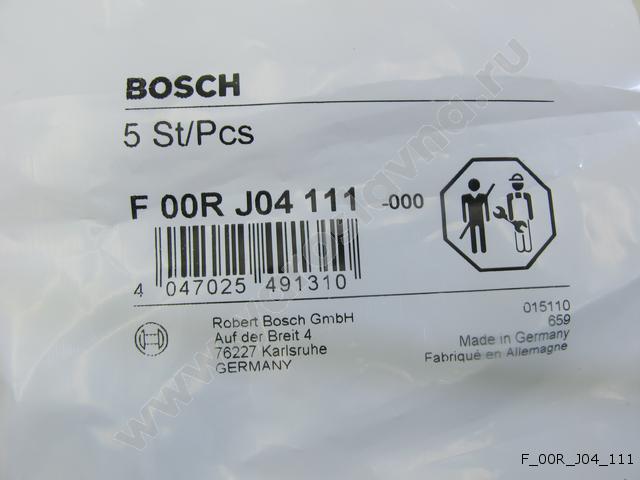 BOSCH
5 St/Pcs
F 00R J04 111 -000
4 047025 491310
Robert Bosch GmbH
Auf der Breit 4
76227 Karlsruhe
GERMANY
015110
659
Made in Germany
Fabriqué en Allemagne
F_00R_J04_111